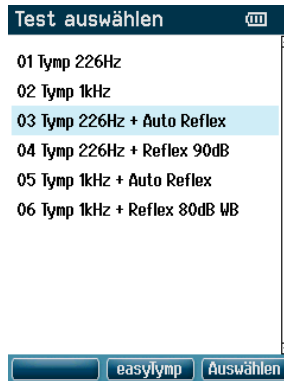 Test auswählen
01 Tymp 226Hz
02 Tymp 1kHz
03 Tymp 226Hz + Auto Reflex
04 Tymp 226Hz + Reflex 90dB
05 Tymp 1kHz + Auto Reflex
06 Tymp 1kHz + Reflex 80dB WB
easyTymp Auswählen